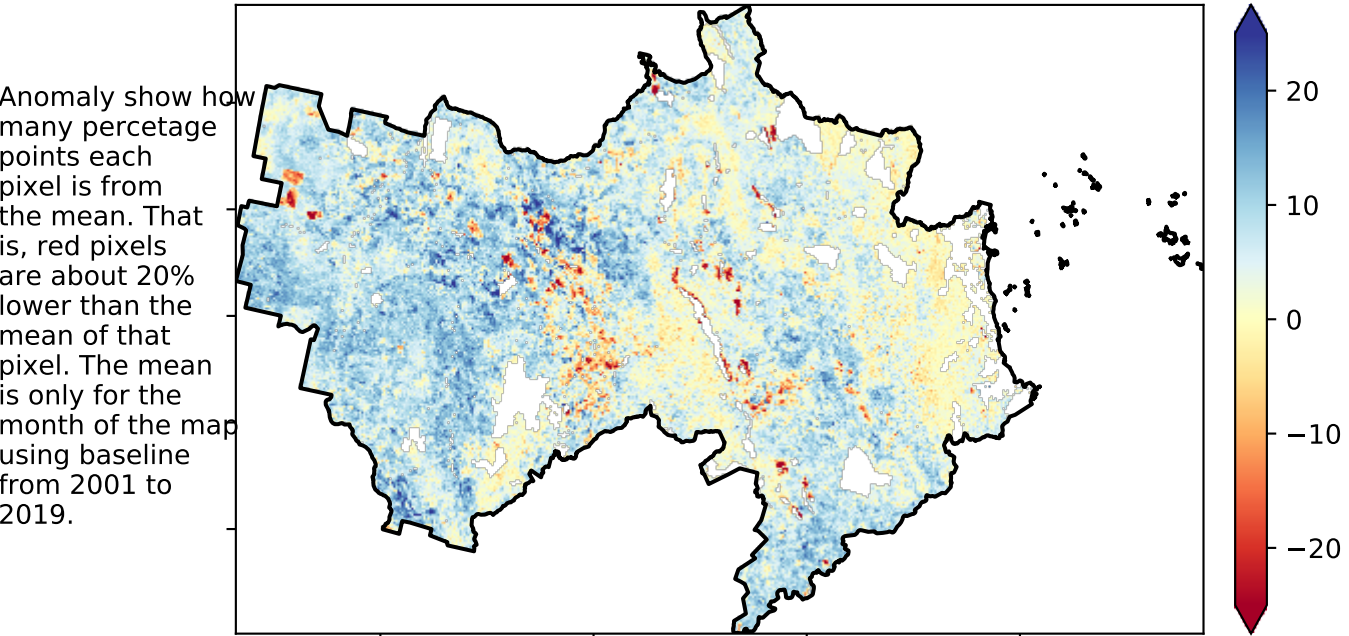 Anomaly show how
many percetage
points each
pixel is from
the mean. That
is, red pixels
are about 20%
lower than the
mean of that
pixel. The mean
is only for the
month of the map
using baseline
from 2001 to
2019.
20
10
0
−10
−20